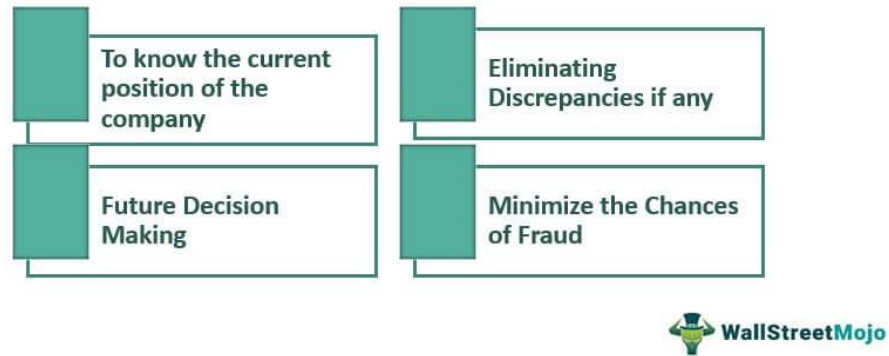 To know the current
position of the
company
Eliminating
Discrepancies if any
Future Decision
Making
Minimize the Chances
of Fraud
WallStreetMojo